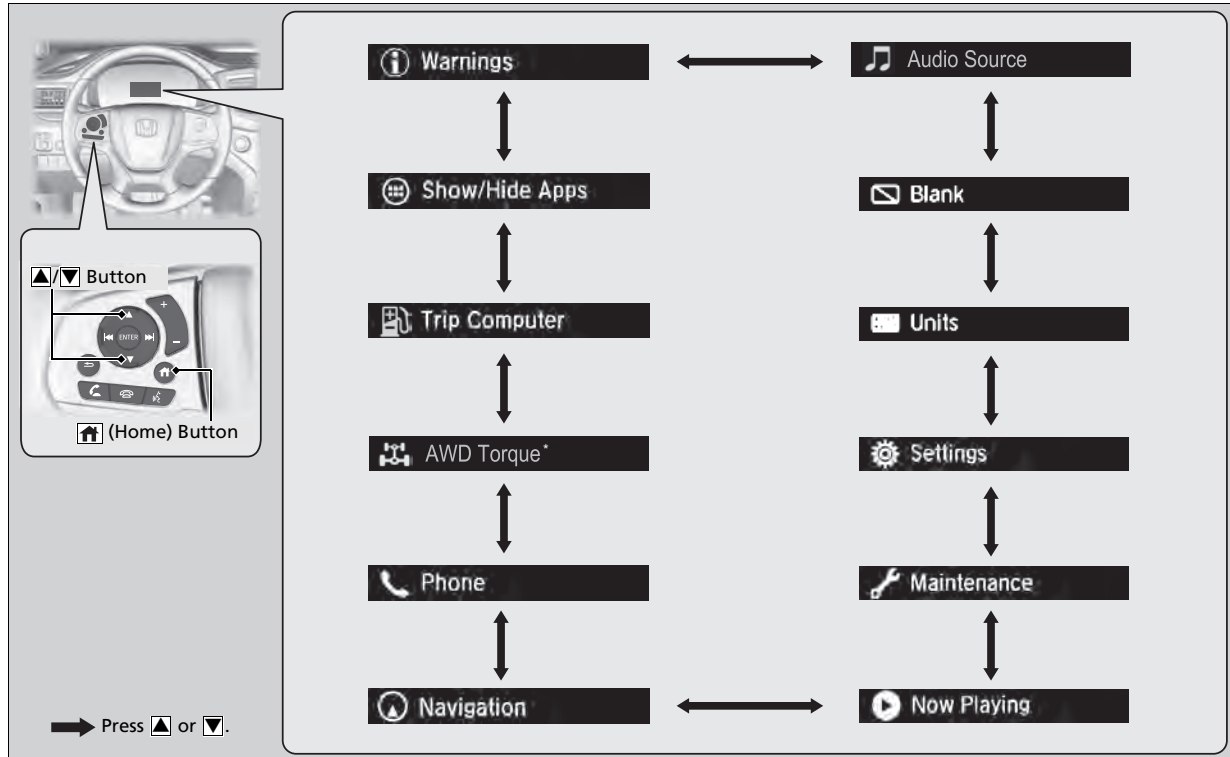 Warnings
Audio Source
Show/Hide Apps
Blank
▲/▼ Button
ENTER
Trip Computer
Units
(Home) Button
AWD Torque*
Settings
Phone
Maintenance
Navigation
Now Playing
Press ▲ or ▼.